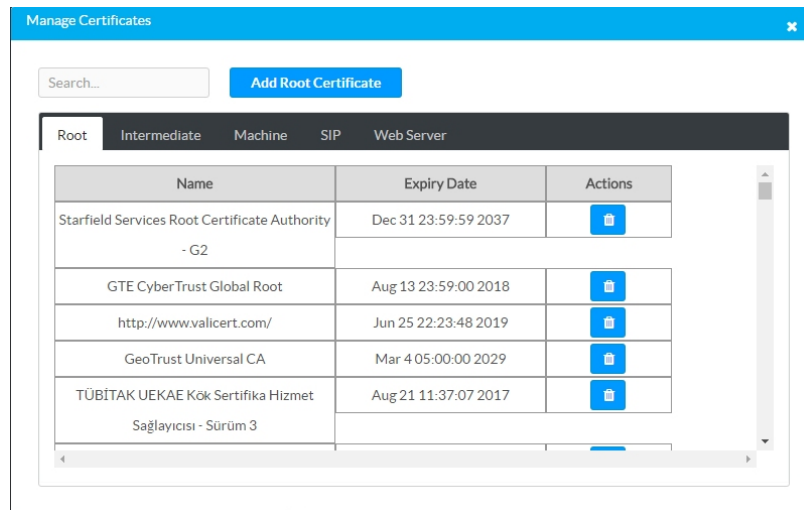 Manage Certificates
Search...
Add Root Certificate
Root Intermediate Machine SIP Web Server
Name Expiry Date Actions
Starfield Services Root Certificate Authority Dec 31 23:59:59 2037
- G2
GTE CyberTrust Global Root Aug 13 23:59:00 2018
http://www.valicert.com/ Jun 25 22:23:48 2019
GeoTrust Universal CA Mar 4 05:00:00 2029
TÜBİTAK UEKAE Kök Sertifika Hizmet Aug 21 11:37:07 2017
Sağlayıcısı - Sürüm 3